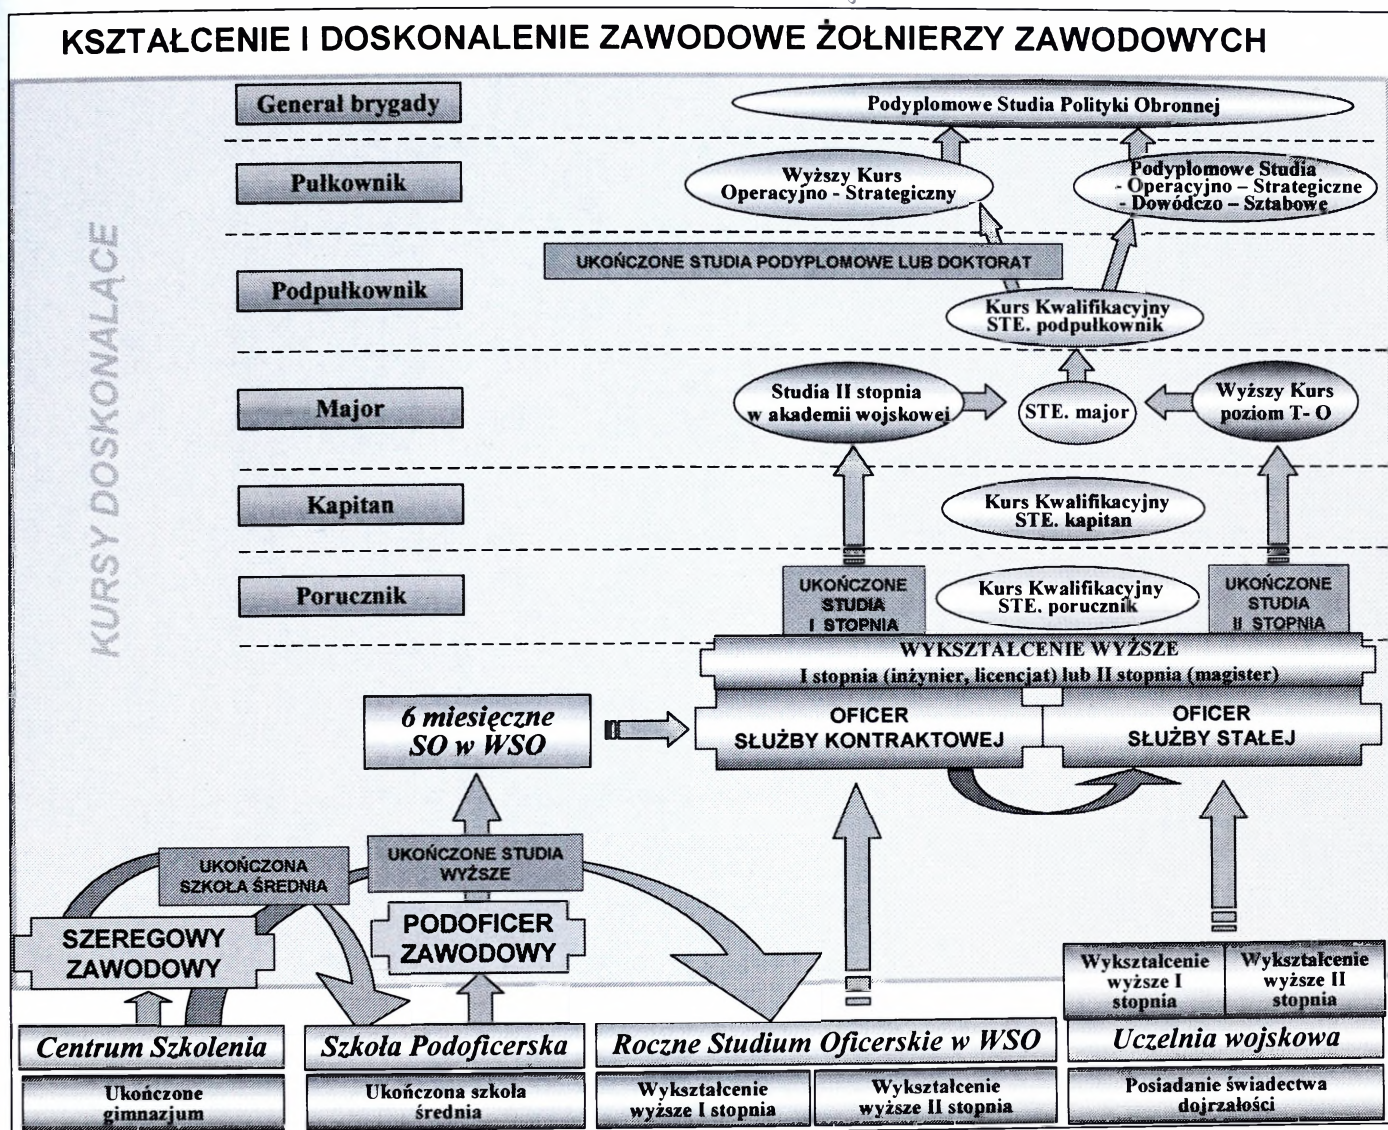 KSZTAŁCENIE I DOSKONALENIE ZAWODOWE ŻOŁNIERZY ZAWODOWYCH
KURSY DOSKONALĄCE
Generał brygady
Podyplomowe Studia Polityki Obronnej
Pułkownik
Wyższy Kurs
Operacyjno - Strategiczny
Podyplomowe Studia
- Operacyjno – Strategiczne
- Dowódczo – Sztabowe
UKOŃCZONE STUDIA PODYPLOMOWE LUB DOKTORAT
Podpułkownik
Kurs Kwalifikacyjny
STE. podpułkownik
Major
Studia II stopnia
w akademii wojskowej
STE. major
Wyższy Kurs
poziom T- O
Kapitan
Kurs Kwalifikacyjny
STE. kapitan
Porucznik
UKOŃCZONE
STUDIA
I STOPNIA
Kurs Kwalifikacyjny
STE. porucznik
UKOŃCZONE
STUDIA
II STOPNIA
WYKSZTAŁCENIE WYŻSZE
I stopnia (inżynier, licencjat) lub II stopnia (magister)
6 miesięczne
SO w WSO
OFICER
SŁUŻBY KONTRAKTOWEJ
OFICER
SŁUŻBY STAŁEJ
UKOŃCZONA
SZKOŁA ŚREDNIA
UKOŃCZONE STUDIA
WYŻSZE
SZEREGOWY
ZAWODOWY
PODOFICER
ZAWODOWY
Wykształcenie
wyższe I
stopnia
Wykształcenie
wyższe II
stopnia
Centrum Szkolenia
Szkoła Podoficerska
Roczne Studium Oficerskie w WSO
Uczelnia wojskowa
Ukończone
gimnazjum
Ukończona szkoła
średnia
Wykształcenie
wyższe I stopnia
Wykształcenie
wyższe II stopnia
Posiadanie świadectwa
dojrzałości